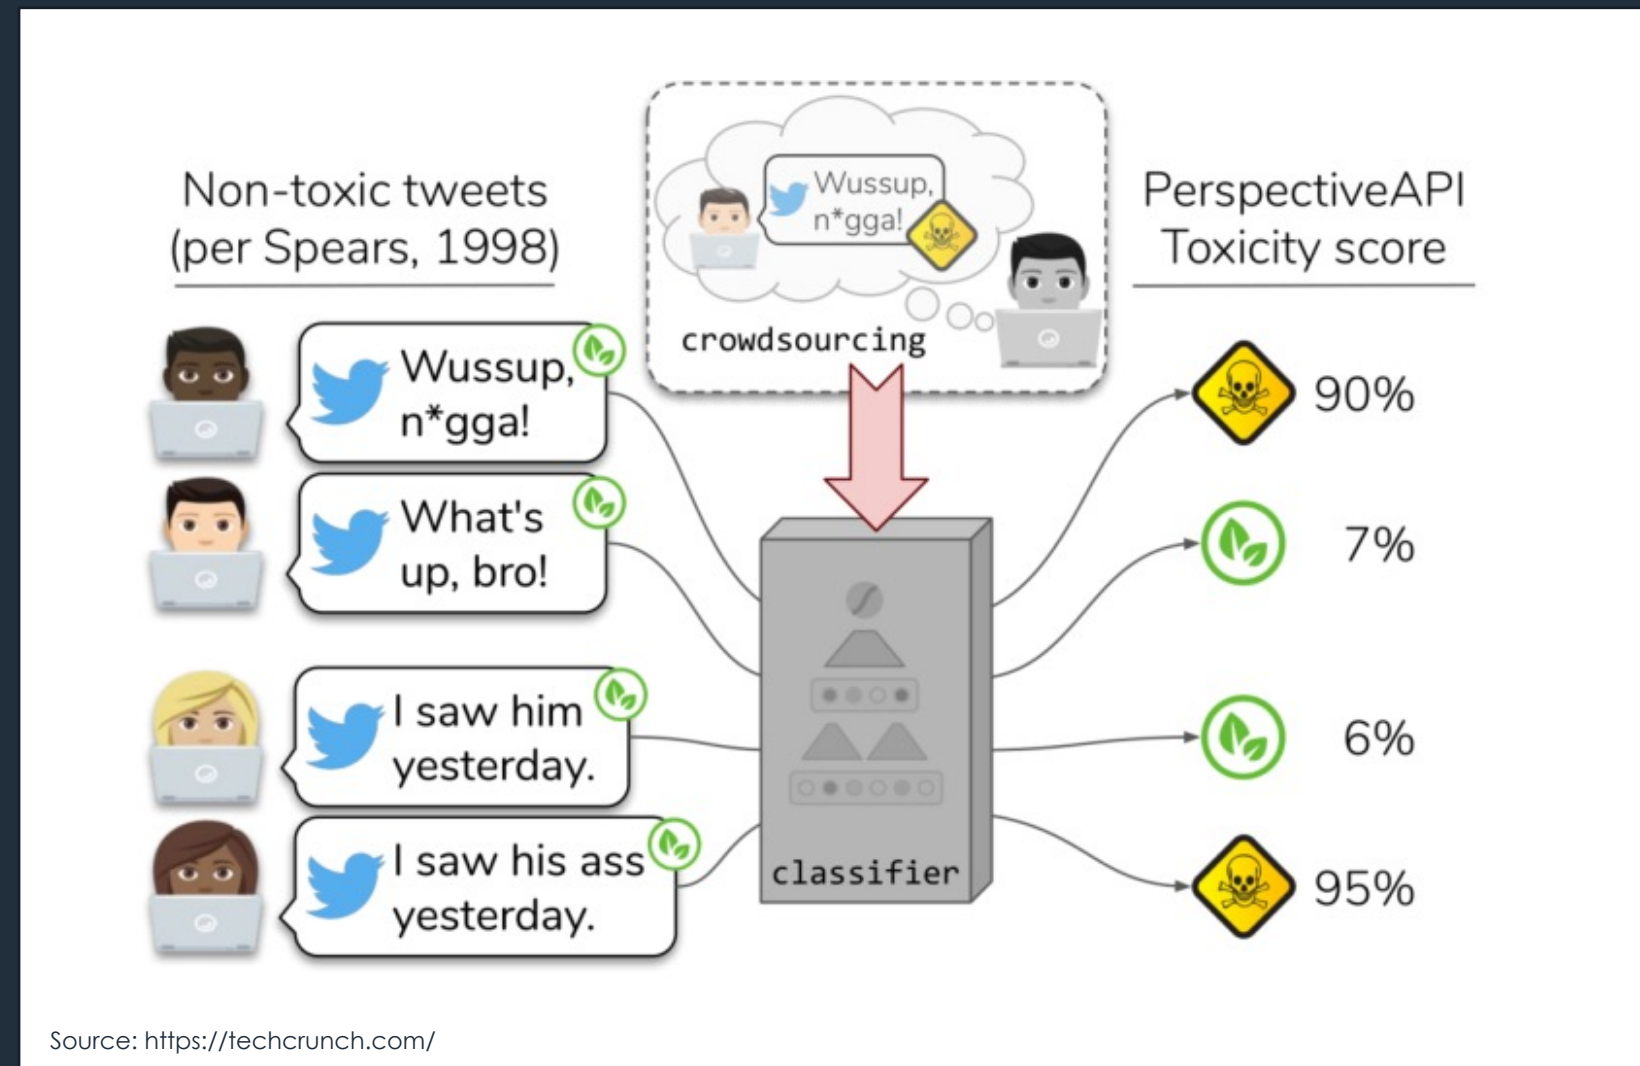 Non-toxic tweets
(per Spears, 1998)
Wussup,
n*gga!
What's
up, bro!
I saw him
yesterday.
I saw his ass
yesterday.
Wussup,
n*gga!
crowdsourcing
classifier
PerspectiveAPI
Toxicity score
90%
7%
6%
95%
Source: https://techcrunch.com/